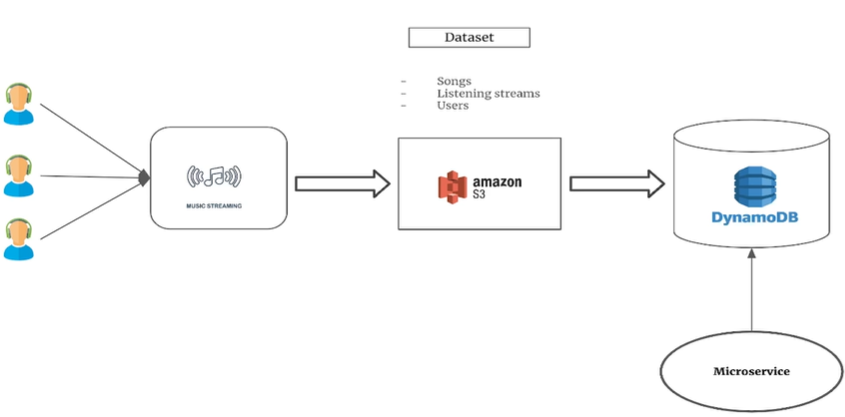 Dataset
- Songs
- Listening streams
- Users
MUSIC STREAMING
amazon
S3
DynamoDB
Microservice